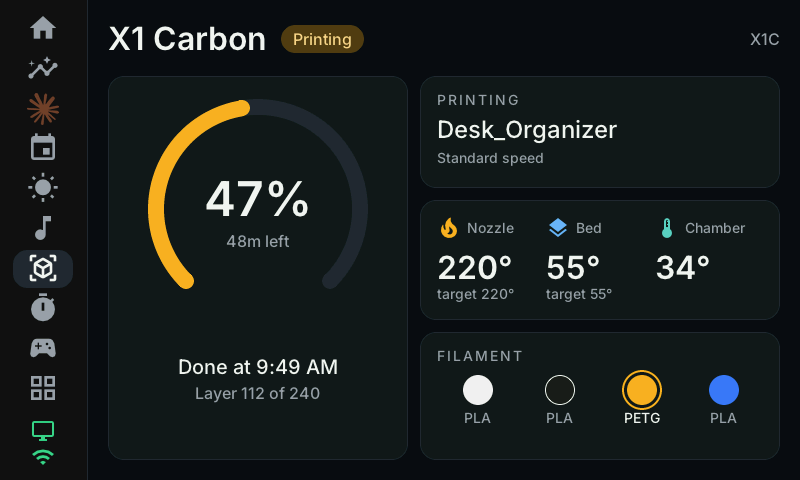 X1 Carbon
Printing
X1C
47%
48m left
Done at 9:49 AM
Layer 112 of 240
PRINTING
Desk_Organizer
Standard speed
Nozzle
220°
target 220°
Bed
55°
target 55°
Chamber
34°
FILAMENT
PLA
PLA
PETG
PLA